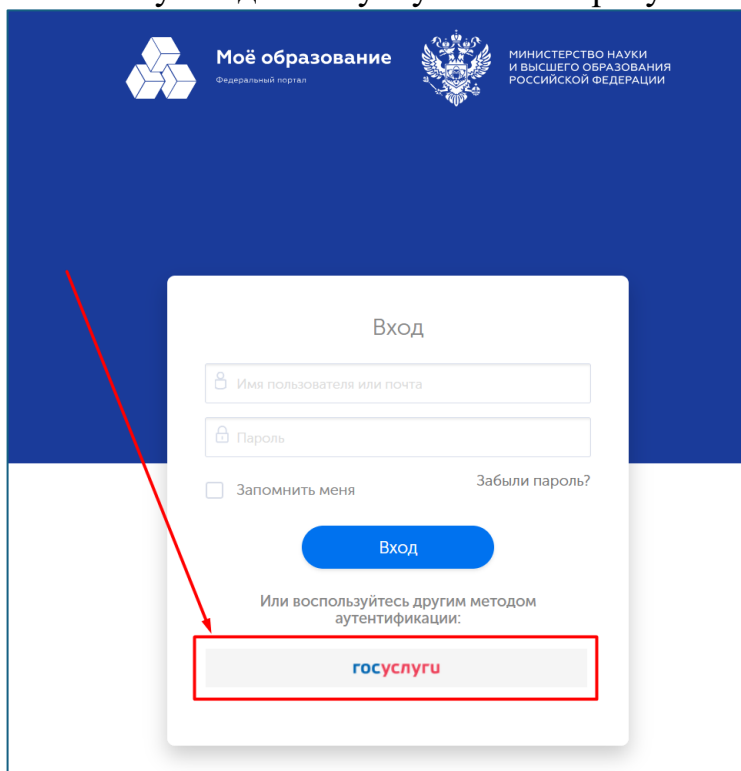 Моё образование
Федеральный портал
МИНИСТЕРСТВО НАУКИ
И ВЫСШЕГО ОБРАЗОВАНИЯ
РОССИЙСКОЙ ФЕДЕРАЦИИ
Вход
Имя пользователя или почта
Пароль
Запомнить меня
Забыли пароль?
Вход
Или воспользуйтесь другим методом
аутентификации:
госуслуги